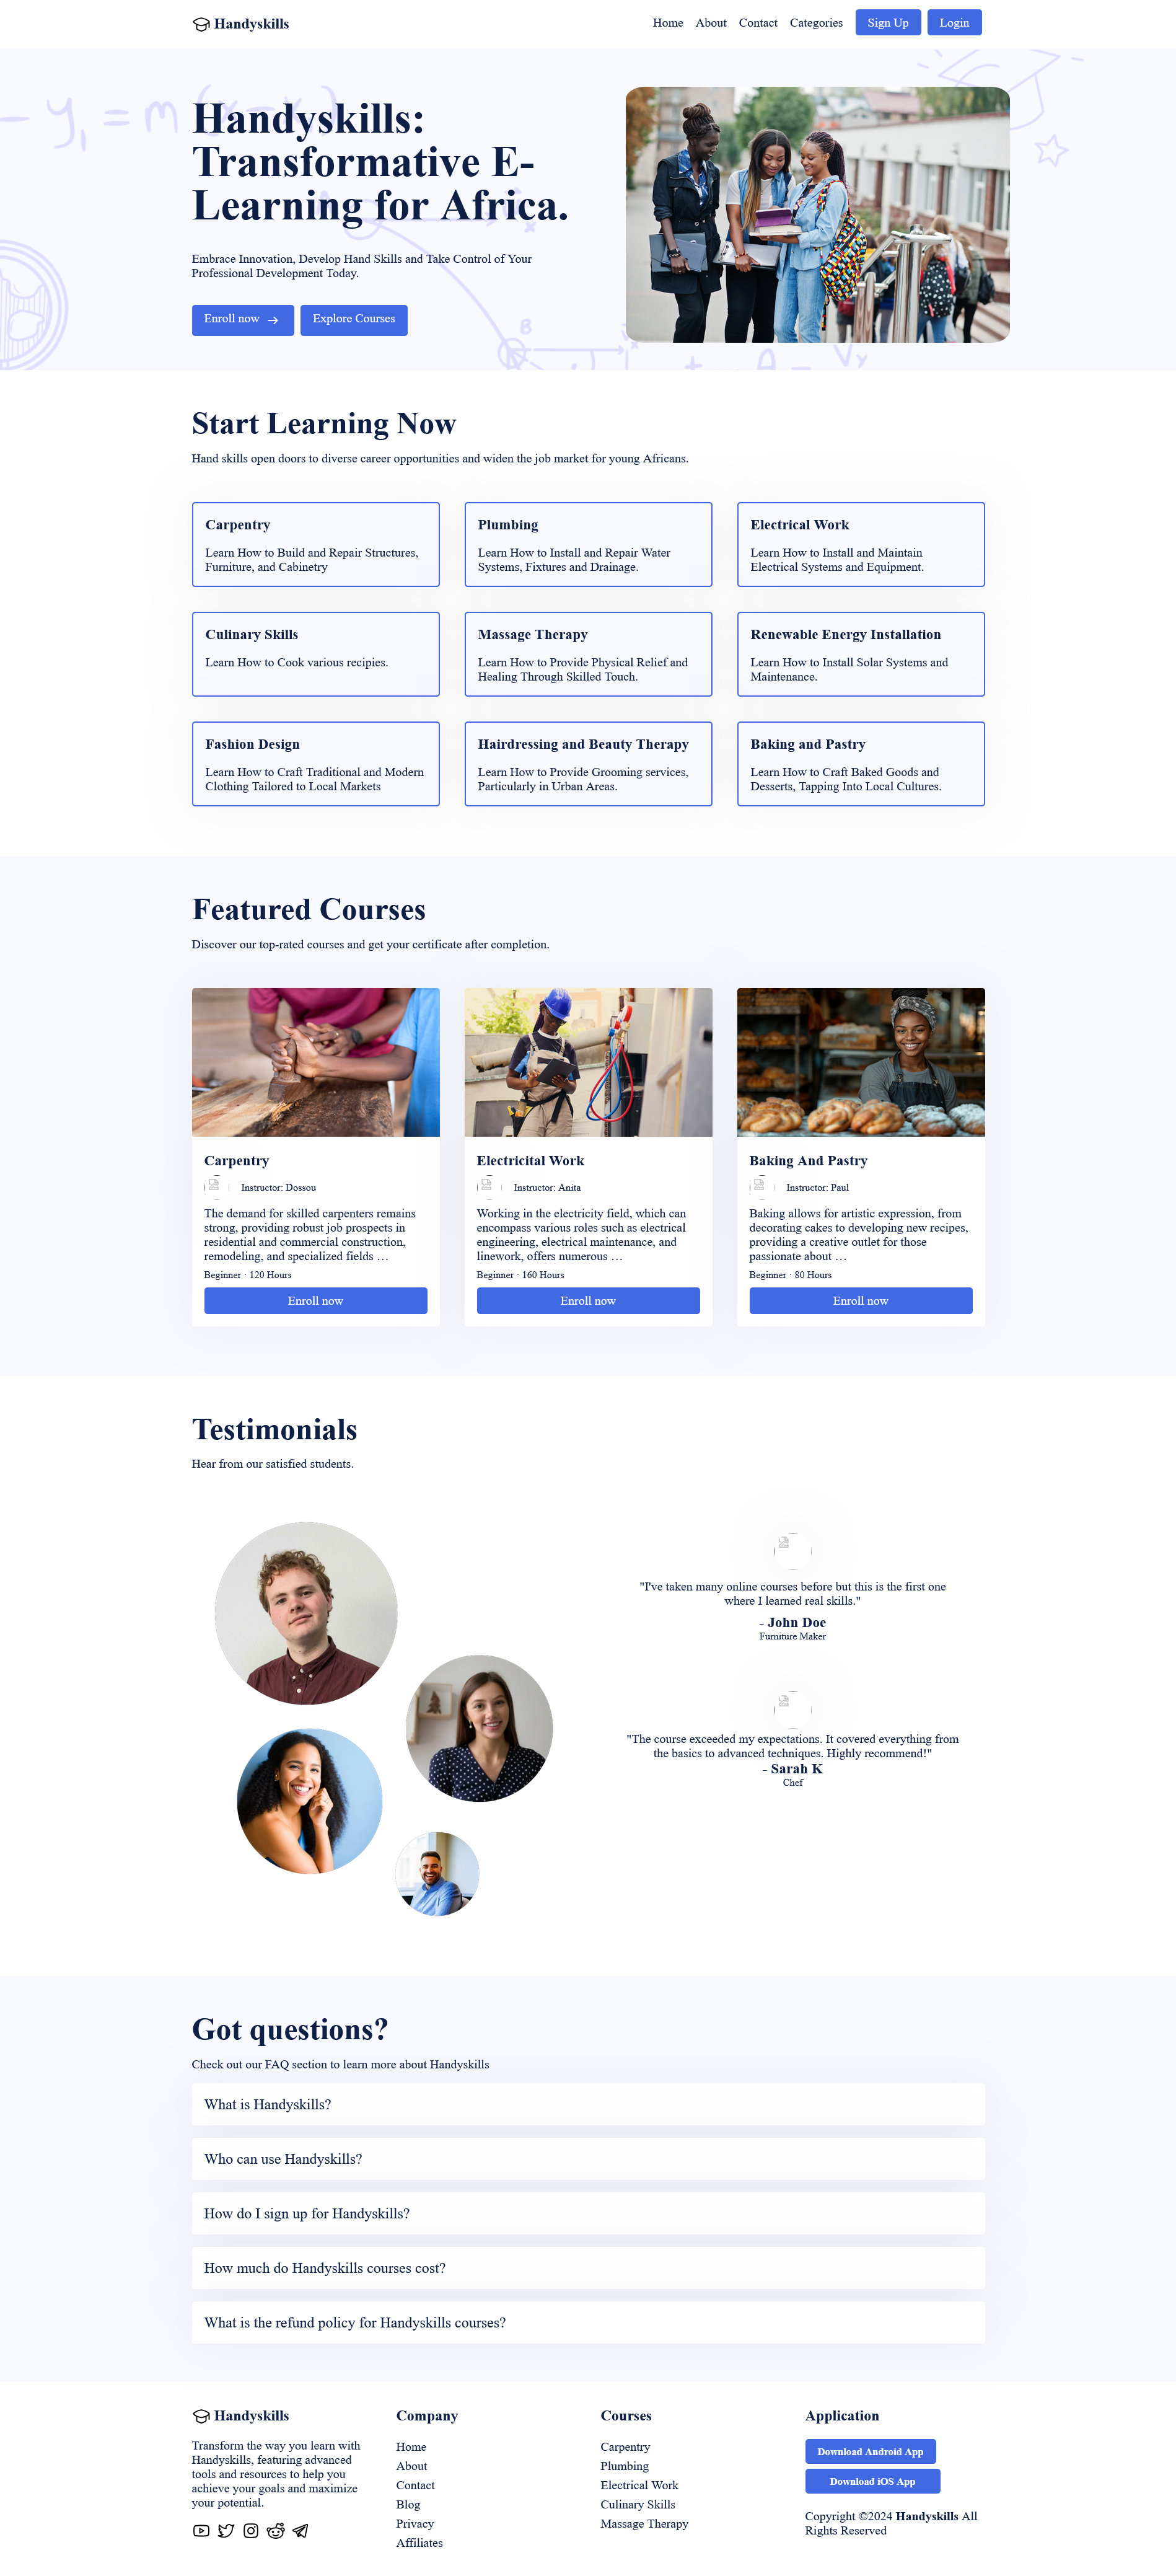 Handyskills
Home About Contact Categories Sign Up Login
Handyskills:
Transformative E-
Learning for Africa.
Embrace Innovation, Develop Hand Skills and Take Control of Your
Professional Development Today.
Enroll now → Explore Courses
Start Learning Now
Hand skills open doors to diverse career opportunities and widen the job market for young Africans.
Carpentry
Learn How to Build and Repair Structures,
Furniture, and Cabinetry
Plumbing
Learn How to Install and Repair Water
Systems, Fixtures and Drainage.
Electrical Work
Learn How to Install and Maintain
Electrical Systems and Equipment.
Culinary Skills
Learn How to Cook various recipies.
Massage Therapy
Learn How to Provide Physical Relief and
Healing Through Skilled Touch.
Renewable Energy Installation
Learn How to Install Solar Systems and
Maintenance.
Fashion Design
Learn How to Craft Traditional and Modern
Clothing Tailored to Local Markets
Hairdressing and Beauty Therapy
Learn How to Provide Grooming services,
Particularly in Urban Areas.
Baking and Pastry
Learn How to Craft Baked Goods and
Desserts, Tapping Into Local Cultures.
Featured Courses
Discover our top-rated courses and get your certificate after completion.
Carpentry
Instructor: Dossou
The demand for skilled carpenters remains
strong, providing robust job prospects in
residential and commercial construction,
remodeling, and specialized fields …
Beginner · 120 Hours
Enroll now
Electricital Work
Instructor: Anita
Working in the electricity field, which can
encompass various roles such as electrical
engineering, electrical maintenance, and
linework, offers numerous …
Beginner · 160 Hours
Enroll now
Baking And Pastry
Instructor: Paul
Baking allows for artistic expression, from
decorating cakes to developing new recipes,
providing a creative outlet for those
passionate about …
Beginner · 80 Hours
Enroll now
Testimonials
Hear from our satisfied students.
"I've taken many online courses before but this is the first one
where I learned real skills."
- John Doe
Furniture Maker
"The course exceeded my expectations. It covered everything from
the basics to advanced techniques. Highly recommend!"
- Sarah K
Chef
Got questions?
Check out our FAQ section to learn more about Handyskills
What is Handyskills?
Who can use Handyskills?
How do I sign up for Handyskills?
How much do Handyskills courses cost?
What is the refund policy for Handyskills courses?
Handyskills
Transform the way you learn with
Handyskills, featuring advanced
tools and resources to help you
achieve your goals and maximize
your potential.
Company
Home
About
Contact
Blog
Privacy
Affiliates
Courses
Carpentry
Plumbing
Electrical Work
Culinary Skills
Massage Therapy
Application
Download Android App
Download iOS App
Copyright ©2024 Handyskills All
Rights Reserved